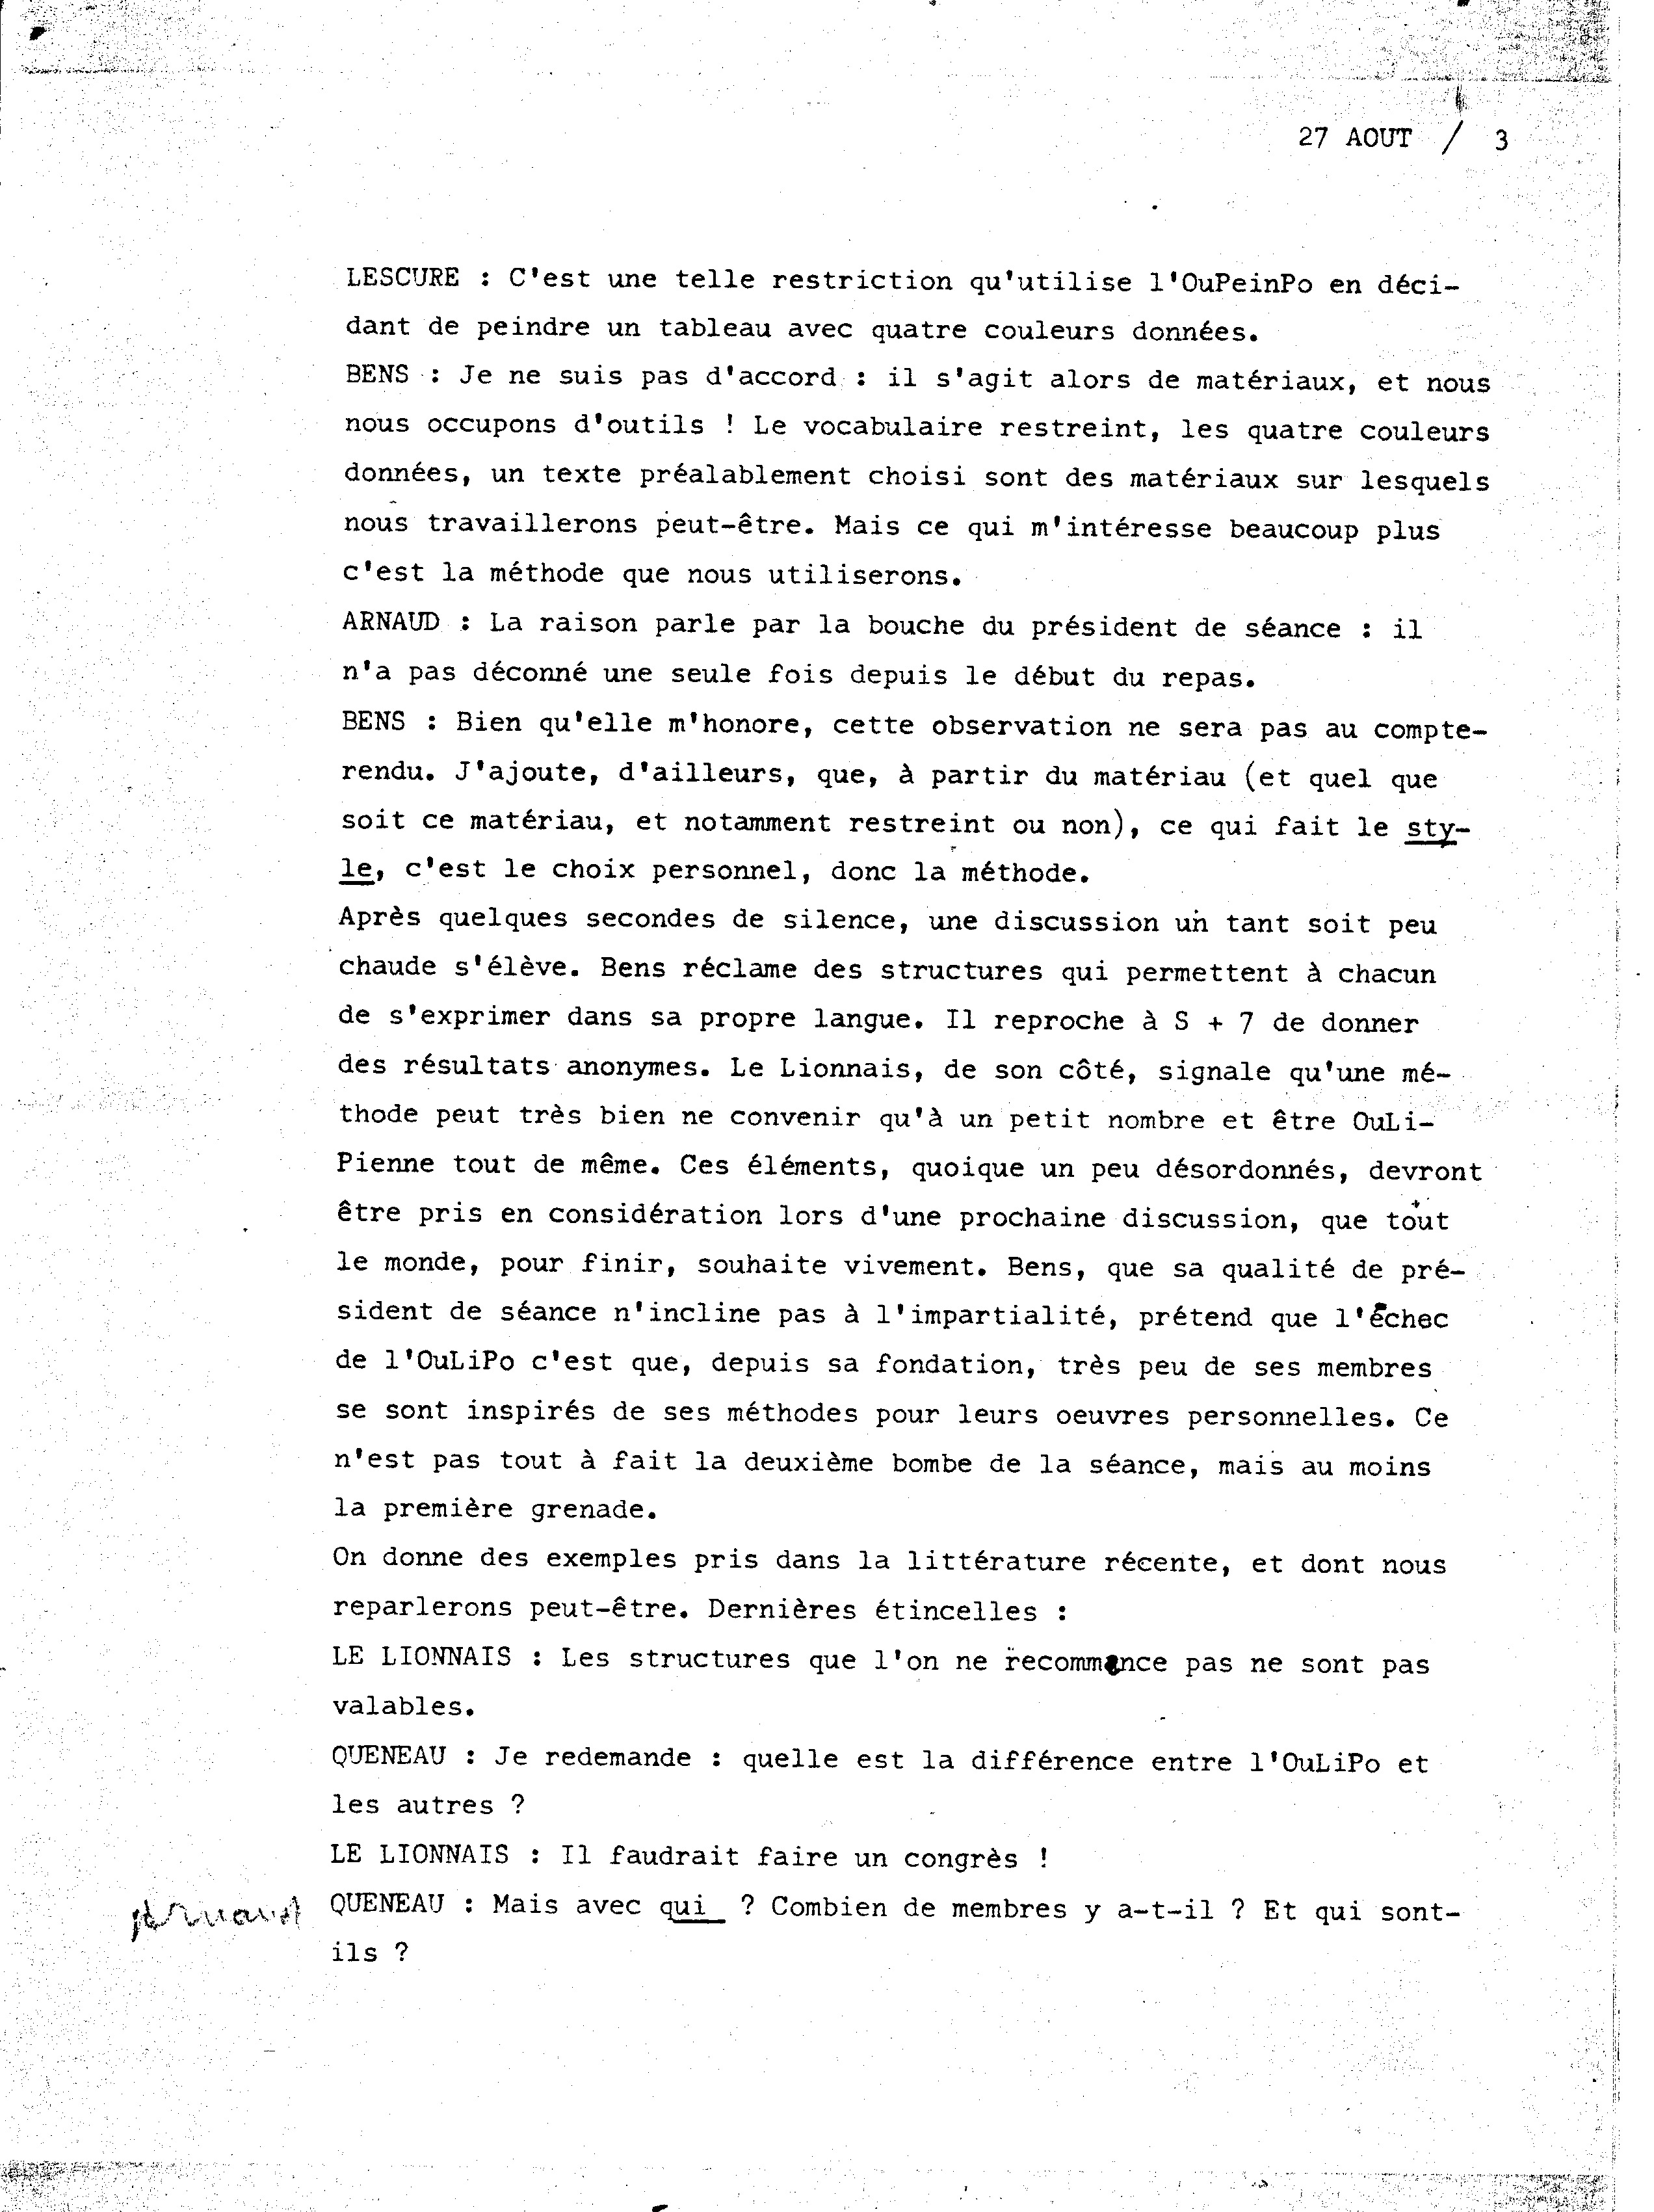 27 AOUT / 3
LESCURE : C'est une telle restriction qu'utilise l'OuPeinPo en déci-
dant de peindre un tableau avec quatre couleurs données.
BENS : Je ne suis pas d'accord : il s'agit alors de matériaux, et nous
nous occupons d'outils ! Le vocabulaire restreint, les quatre couleurs
données, un texte préalablement choisi sont des matériaux sur lesquels
nous travaillerons peut-être. Mais ce qui m'intéresse beaucoup plus
c'est la méthode que nous utiliserons.
ARNAUD : La raison parle par la bouche du président de séance : il
n'a pas déconné une seule fois depuis le début du repas.
BENS : Bien qu'elle m'honore, cette observation ne sera pas au compte-
rendu. J'ajoute, d'ailleurs, que, à partir du matériau (et quel que
soit ce matériau, et notamment restreint ou non), ce qui fait le sty-
le, c'est le choix personnel, donc la méthode.
Après quelques secondes de silence, une discussion un tant soit peu
chaude s'élève. Bens réclame des structures qui permettent à chacun
de s'exprimer dans sa propre langue. Il reproche à S + 7 de donner
des résultats anonymes. Le Lionnais, de son côté, signale qu'une mé-
thode peut très bien ne convenir qu'à un petit nombre et être OuLi-
Pienne tout de même. Ces éléments, quoique un peu désordonnés, devront
être pris en considération lors d'une prochaine discussion, que tout
le monde, pour finir, souhaite vivement. Bens, que sa qualité de pré-
sident de séance n'incline pas à l'impartialité, prétend que l'échec
de l'OuLiPo c'est que, depuis sa fondation, très peu de ses membres
se sont inspirés de ses méthodes pour leurs oeuvres personnelles. Ce
n'est pas tout à fait la deuxième bombe de la séance, mais au moins
la première grenade.
On donne des exemples pris dans la littérature récente, et dont nous
reparlerons peut-être. Dernières étincelles :
LE LIONNAIS : Les structures que l'on ne recommence pas ne sont pas
valables.
QUENEAU : Je redemande : quelle est la différence entre l'OuLiPo et
les autres ?
LE LIONNAIS : Il faudrait faire un congrès !
QUENEAU : Mais avec qui ? Combien de membres y a-t-il ? Et qui sont-
ils ?